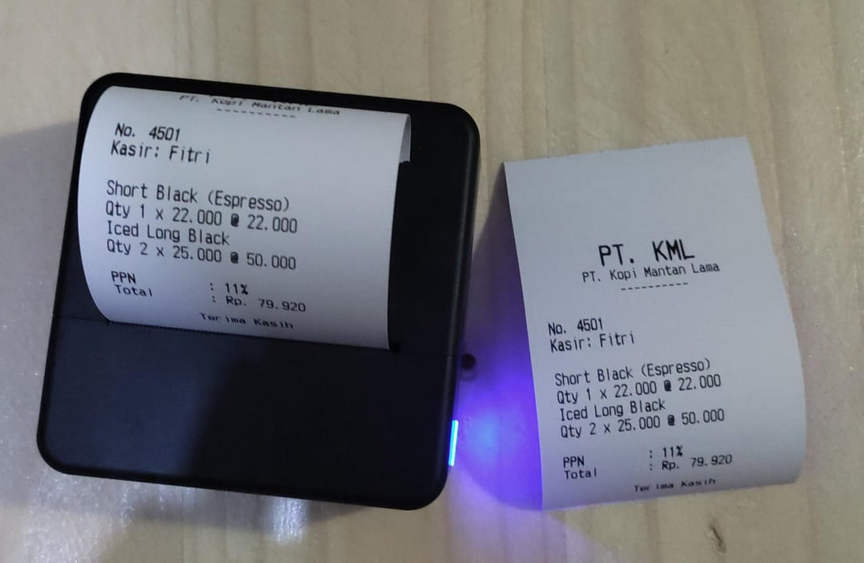 PT. Kopi Mantan Lama
----------
No. 4501
Kasir: Fitri
Short Black (Espresso)
Qty 1 x 22.000 @ 22.000
Iced Long Black
Qty 2 x 25.000 @ 50.000
PPN : 11%
Total : Rp. 79.920
Terima Kasih
PT. KML
PT. Kopi Mantan Lama
----------
No. 4501
Kasir: Fitri
Short Black (Espresso)
Qty 1 x 22.000 @ 22.000
Iced Long Black
Qty 2 x 25.000 @ 50.000
PPN : 11%
Total : Rp. 79.920
Terima Kasih